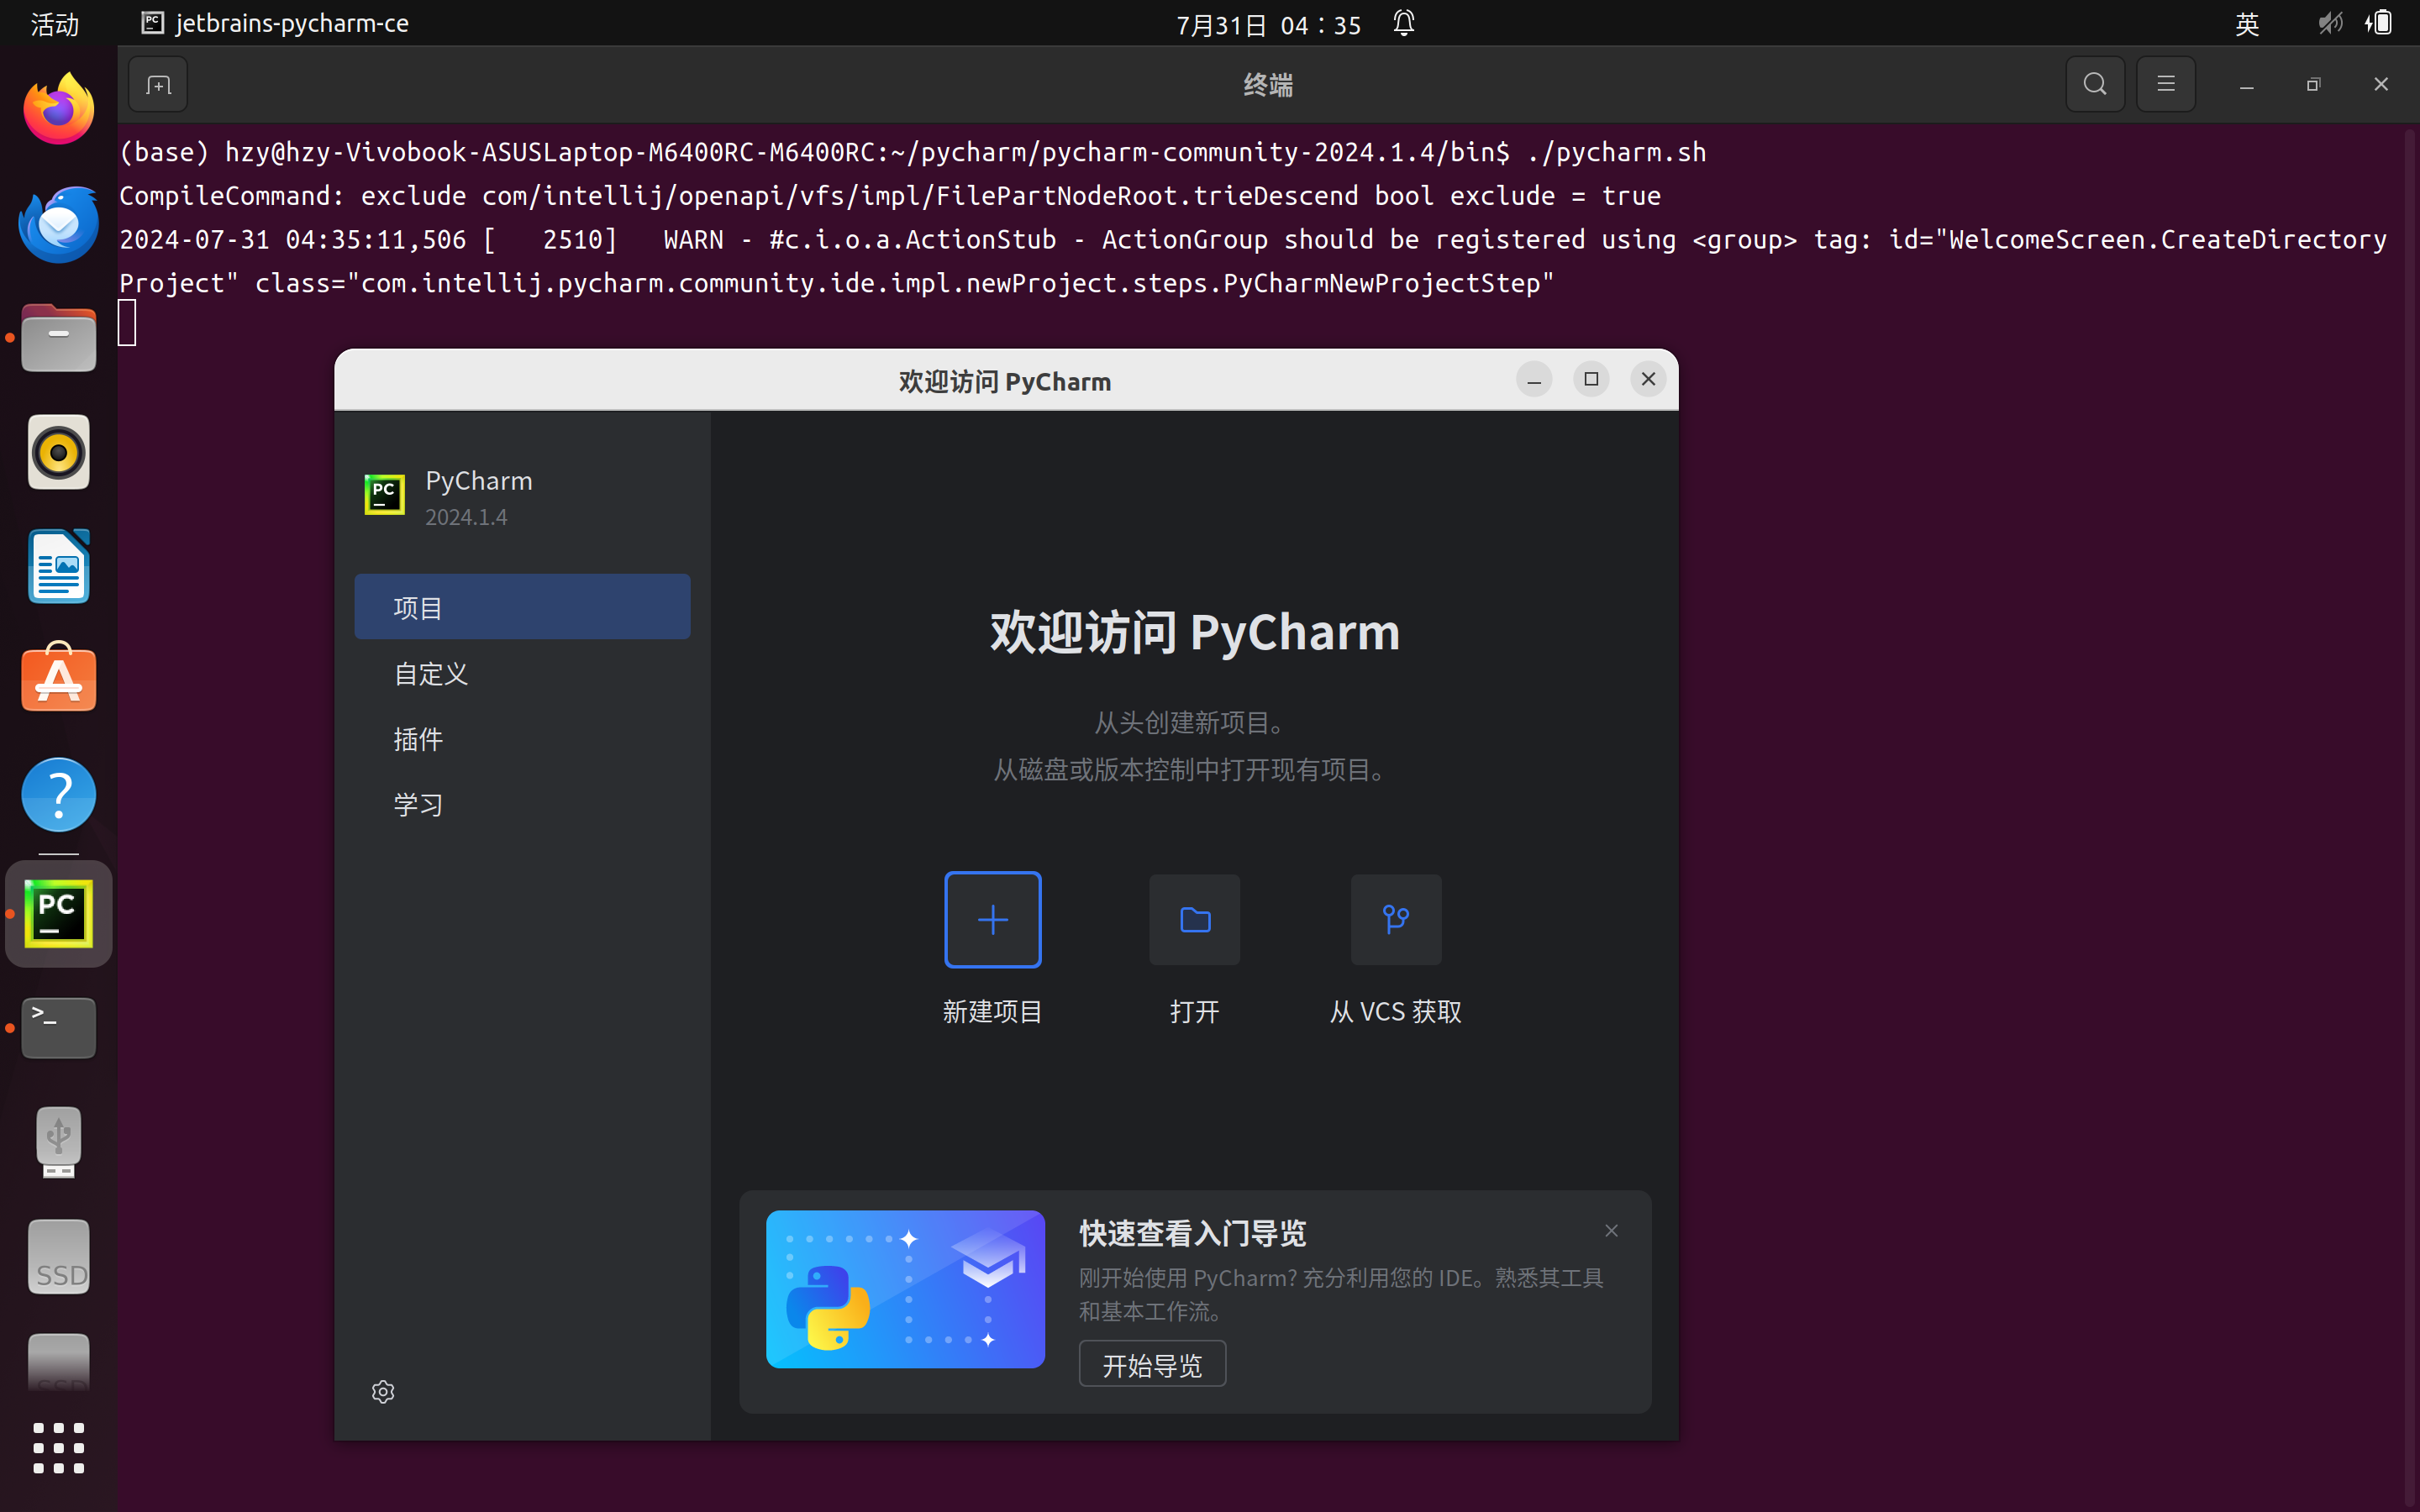 活动
jetbrains-pycharm-ce
7月31日 04：35
英
终端
(base) hzy@hzy-Vivobook-ASUSLaptop-M6400RC-M6400RC:~/pycharm/pycharm-community-2024.1.4/bin$ ./pycharm.sh
CompileCommand: exclude com/intellij/openapi/vfs/impl/FilePartNodeRoot.trieDescend bool exclude = true
2024-07-31 04:35:11,506 [   2510]   WARN - #c.i.o.a.ActionStub - ActionGroup should be registered using <group> tag: id="WelcomeScreen.CreateDirectory
Project" class="com.intellij.pycharm.community.ide.impl.newProject.steps.PyCharmNewProjectStep"
欢迎访问 PyCharm
PC
PyCharm
2024.1.4
项目
自定义
插件
学习
欢迎访问 PyCharm
从头创建新项目。
从磁盘或版本控制中打开现有项目。
新建项目
打开
从 VCS 获取
快速查看入门导览
刚开始使用 PyCharm? 充分利用您的 IDE。熟悉其工具
和基本工作流。
开始导览
PC
>_
SSD
SSD